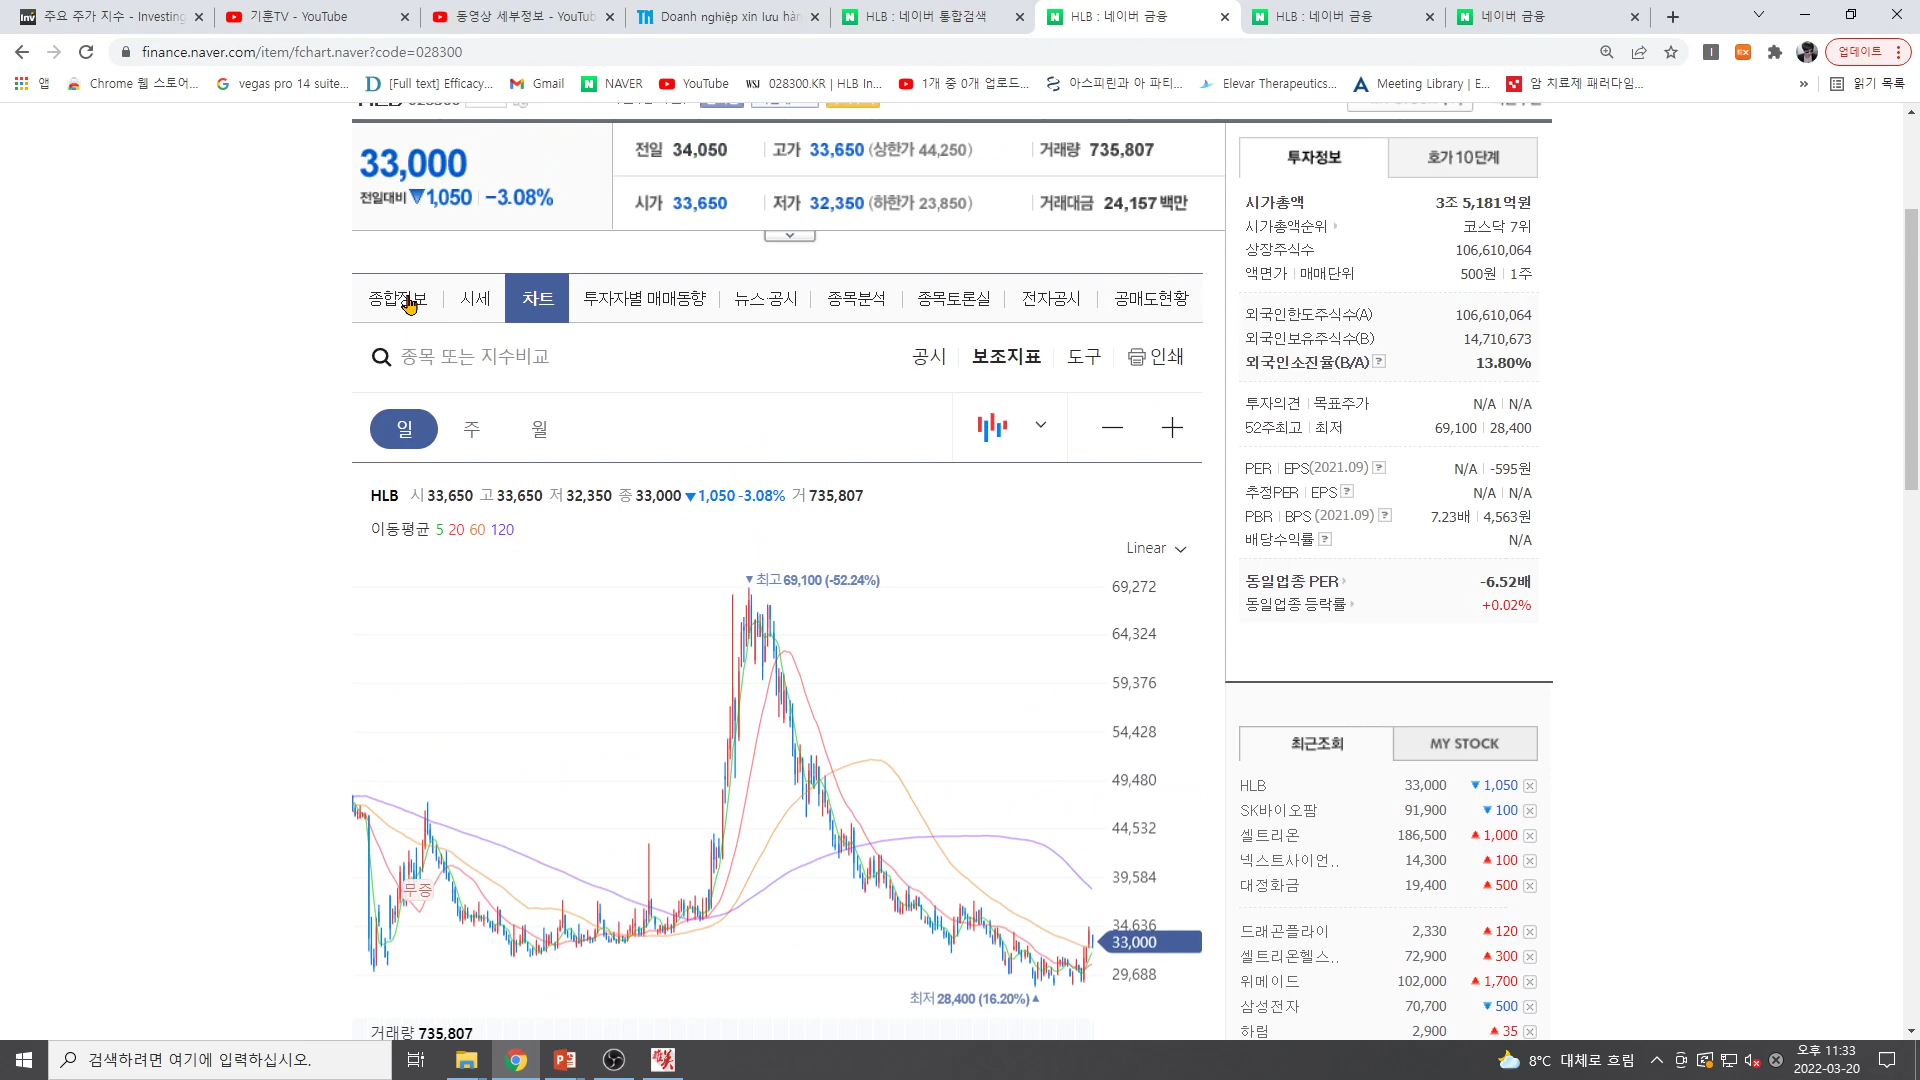 주요 주가 지수 - Investing
기훈TV - YouTube
동영상 세부정보 - YouTub
Doanh nghiệp xin lưu hàn
HLB : 네이버 통합검색
HLB : 네이버 금융
HLB : 네이버 금융
네이버 금융
finance.naver.com/item/fchart.naver?code=028300
업데이트
앱
Chrome 웹 스토어...
vegas pro 14 suite...
[Full text] Efficacy...
Gmail
NAVER
YouTube
WSJ 028300.KR | HLB In...
1개 중 0개 업로드...
아스피린과 아 파티...
Elevar Therapeutics...
Meeting Library | E...
암 치료제 패러다임...
»
읽기 목록
33,000
전일대비 ▼1,050 | -3.08%
전일 34,050 | 고가 33,650 (상한가 44,250) | 거래량 735,807
시가 33,650 | 저가 32,350 (하한가 23,850) | 거래대금 24,157 백만
종합정보 시세 차트 투자자별 매매동향 뉴스·공시 종목분석 종목토론실 전자공시 공매도현황
종목 또는 지수비교
공시 보조지표 도구 인쇄
일 주 월
HLB 시 33,650 고 33,650 저 32,350 종 33,000 ▼1,050 -3.08% 거 735,807
이동평균 5 20 60 120
Linear
▼최고 69,100 (-52.24%)
69,272
64,324
59,376
54,428
49,480
44,532
39,584
34,636
33,000
29,688
무증
최저 28,400 (16.20%)▲
거래량 735,807
투자정보 호가 10단계
시가총액 3조 5,181억원
시가총액순위 코스닥 7위
상장주식수 106,610,064
액면가 | 매매단위 500원 | 1주
외국인한도주식수(A) 106,610,064
외국인보유주식수(B) 14,710,673
외국인소진율(B/A) ? 13.80%
투자의견 | 목표주가 N/A | N/A
52주최고 | 최저 69,100 | 28,400
PER | EPS(2021.09) ? N/A | -595원
추정PER | EPS ? N/A | N/A
PBR | BPS (2021.09) ? 7.23배 | 4,563원
배당수익률 ? N/A
동일업종 PER -6.52배
동일업종 등락률 +0.02%
최근조회 MY STOCK
HLB 33,000 ▼1,050
SK바이오팜 91,900 ▼100
셀트리온 186,500 ▲1,000
넥스트사이언.. 14,300 ▲100
대정화금 19,400 ▲500
드래곤플라이 2,330 ▲120
셀트리온헬스.. 72,900 ▲300
위메이드 102,000 ▲1,700
삼성전자 70,700 ▼500
하림 2,900 ▲35
검색하려면 여기에 입력하십시오.
8°C 대체로 흐림
오후 11:33
2022-03-20